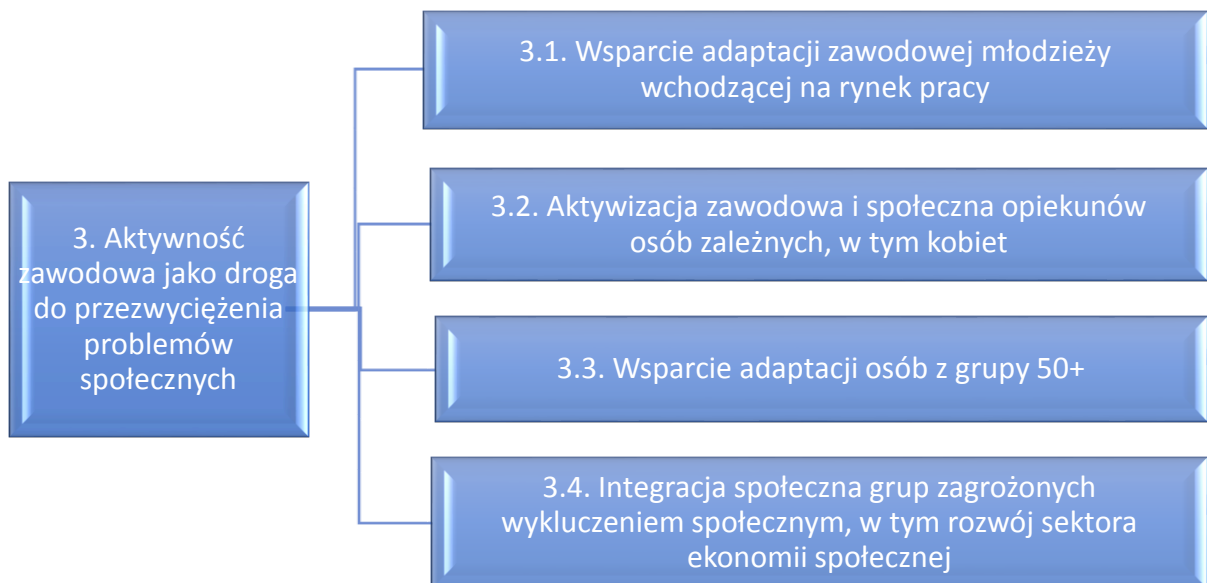 3.1. Wsparcie adaptacji zawodowej młodzieży
wchodzącej na rynek pracy
3. Aktywność
zawodowa jako droga
do przezwyciężenia
problemów
społecznych
3.2. Aktywizacja zawodowa i społeczna opiekunów
osób zależnych, w tym kobiet
3.3. Wsparcie adaptacji osób z grupy 50+
3.4. Integracja społeczna grup zagrożonych
wykluczeniem społecznym, w tym rozwój sektora
ekonomii społecznej